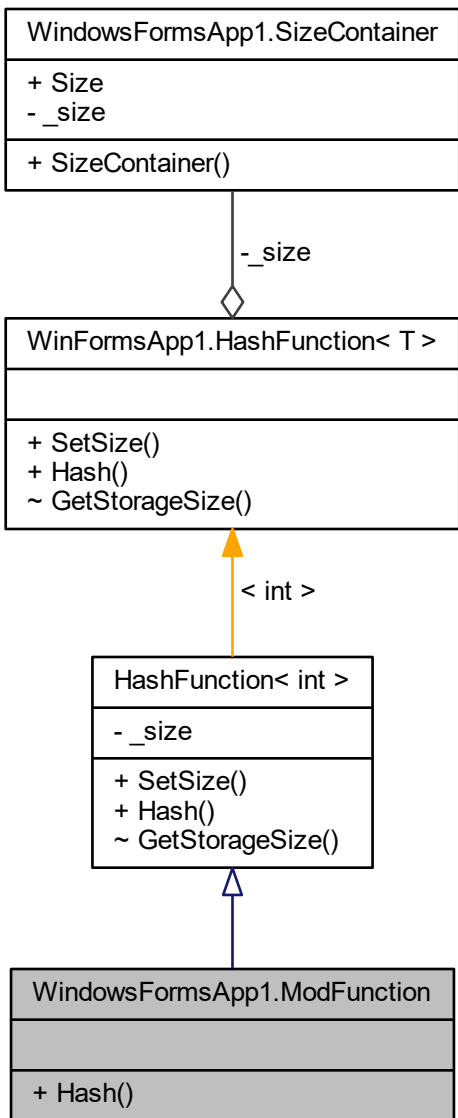 WindowsFormsApp1.SizeContainer
+ Size
- _size
+ SizeContainer()
-_size
WinFormsApp1.HashFunction< T >
+ SetSize()
+ Hash()
~ GetStorageSize()
< int >
HashFunction< int >
- _size
+ SetSize()
+ Hash()
~ GetStorageSize()
WindowsFormsApp1.ModFunction
+ Hash()